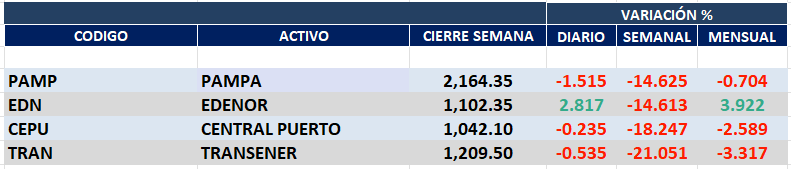 VARIACIÓN %
CODIGO ACTIVO CIERRE SEMANA DIARIO SEMANAL MENSUAL
PAMP PAMPA 2,164.35 -1.515 -14.625 -0.704
EDN EDENOR 1,102.35 2.817 -14.613 3.922
CEPU CENTRAL PUERTO 1,042.10 -0.235 -18.247 -2.589
TRAN TRANSENER 1,209.50 -0.535 -21.051 -3.317